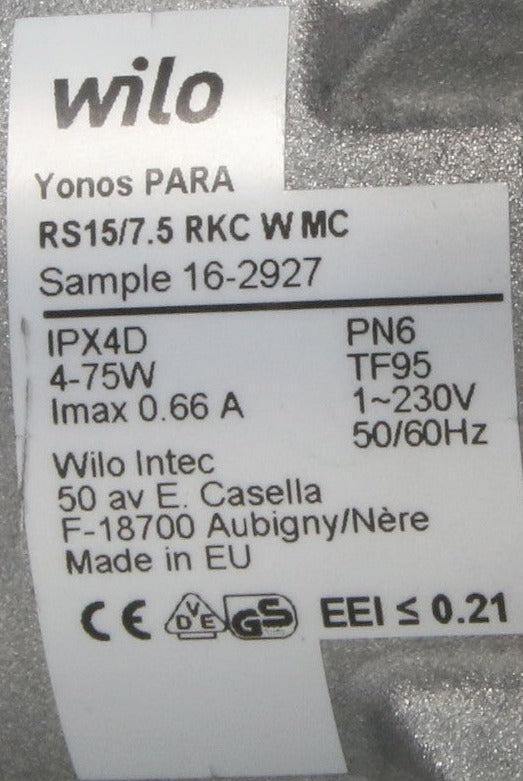 wilo
Yonos PARA
RS15/7.5 RKC W MC
Sample 16-2927
IPX4D PN6
4-75W TF95
Imax 0.66 A 1~230V
50/60Hz
Wilo Intec
50 av E. Casella
F-18700 Aubigny/Nère
Made in EU
CE DVE GS EEI ≤ 0.21